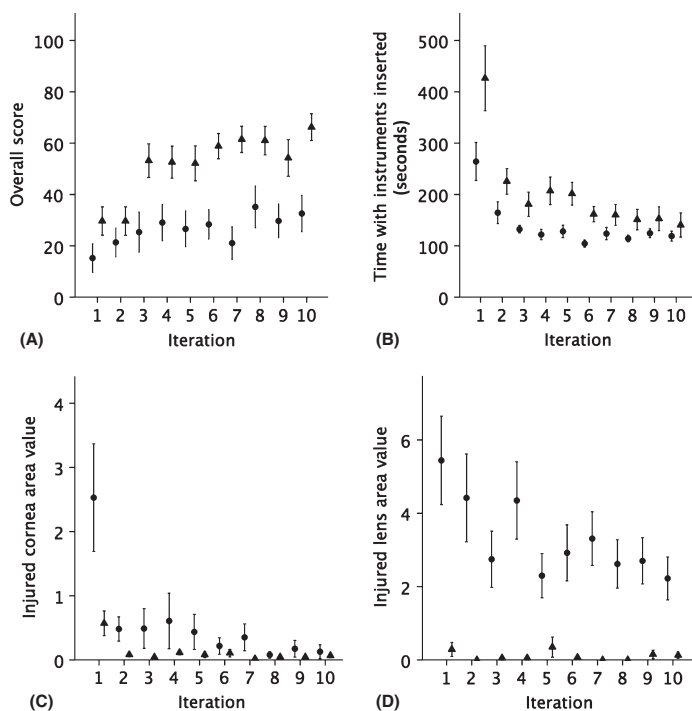 100
80
60
40
20
0
Overall score
1 2 3 4 5 6 7 8 9 10
(A)
Iteration
500
400
300
200
100
0
Time with instruments inserted
(seconds)
1 2 3 4 5 6 7 8 9 10
(B)
Iteration
4
3
2
1
0
Injured cornea area value
1 2 3 4 5 6 7 8 9 10
(C)
Iteration
6
4
2
0
Injured lens area value
1 2 3 4 5 6 7 8 9 10
(D)
Iteration